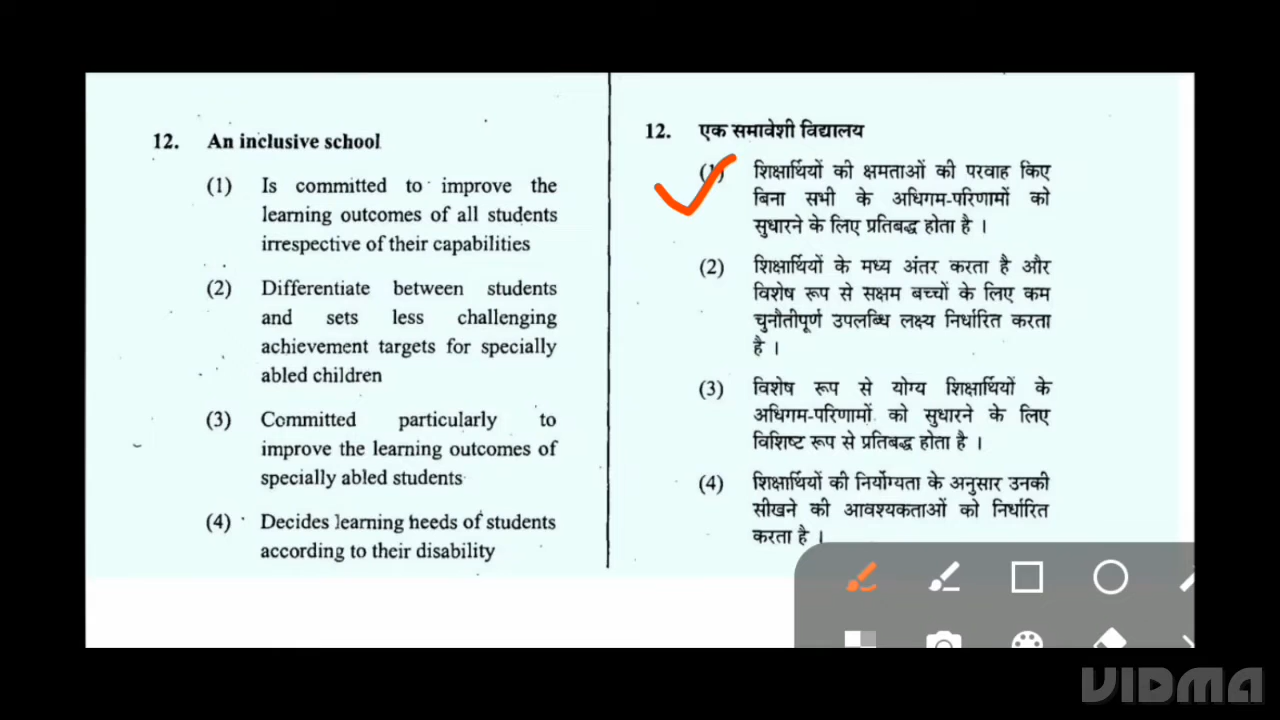 12. An inclusive school
(1) Is committed to improve the
learning outcomes of all students
irrespective of their capabilities
(2) Differentiate between students
and sets less challenging
achievement targets for specially
abled children
(3) Committed particularly to
improve the learning outcomes of
specially abled students
(4) Decides learning needs of students
according to their disability
12. एक समावेशी विद्यालय
(1) शिक्षार्थियों की क्षमताओं की परवाह किए
बिना सभी के अधिगम-परिणामों को
सुधारने के लिए प्रतिबद्ध होता है ।
(2) शिक्षार्थियों के मध्य अंतर करता है और
विशेष रूप से सक्षम बच्चों के लिए कम
चुनौतीपूर्ण उपलब्धि लक्ष्य निर्धारित करता
है ।
(3) विशेष रूप से योग्य शिक्षार्थियों के
अधिगम-परिणामों को सुधारने के लिए
विशिष्ट रूप से प्रतिबद्ध होता है ।
(4) शिक्षार्थियों की निर्योग्यता के अनुसार उनकी
सीखने की आवश्यकताओं को निर्धारित
करता है ।
VIDMA